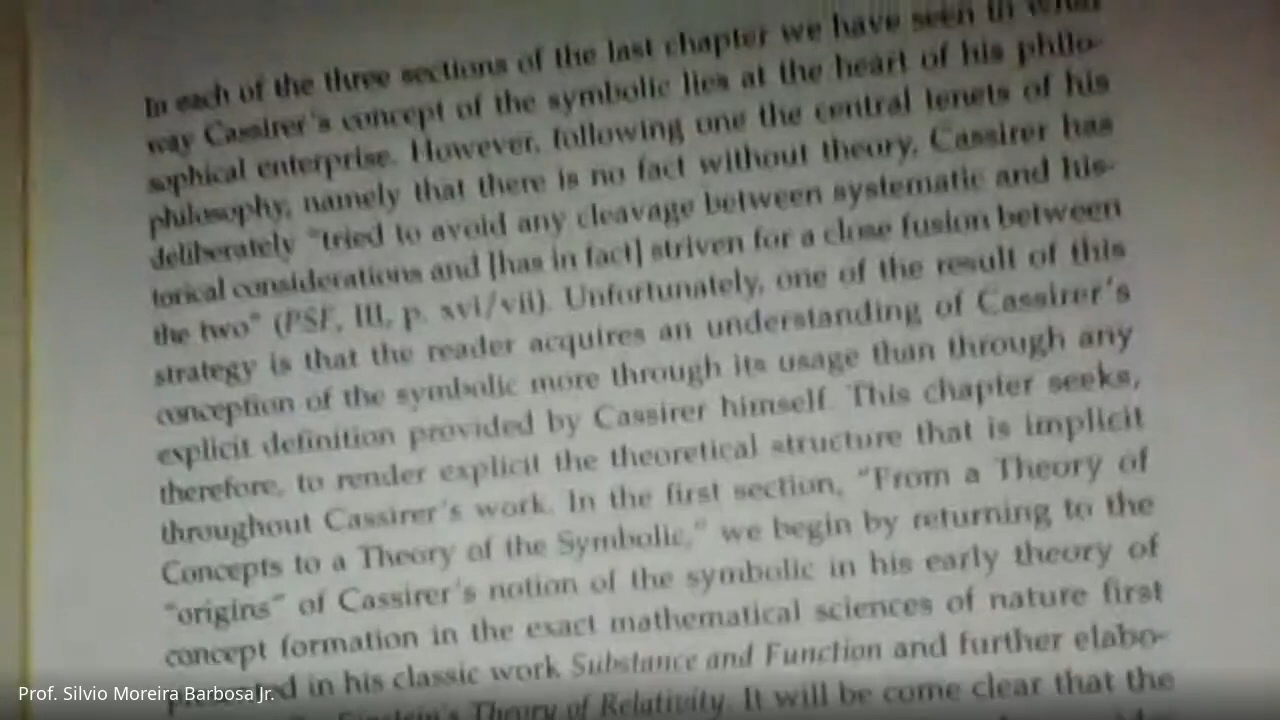 In each of the three sections of the last chapter we have seen in what
way Cassirer's concept of the symbolic lies at the heart of his philo-
sophical enterprise. However, following one the central tenets of his
philosophy, namely that there is no fact without theory, Cassirer has
deliberately "tried to avoid any cleavage between systematic and his-
torical considerations and [has in fact] striven for a close fusion between
the two" (PSF, III, p. xvi/vii). Unfortunately, one of the result of this
strategy is that the reader acquires an understanding of Cassirer's
conception of the symbolic more through its usage than through any
explicit definition provided by Cassirer himself. This chapter seeks,
therefore, to render explicit the theoretical structure that is implicit
throughout Cassirer's work. In the first section, "From a Theory of
Concepts to a Theory of the Symbolic," we begin by returning to the
"origins" of Cassirer's notion of the symbolic in his early theory of
concept formation in the exact mathematical sciences of nature first
in his classic work Substance and Function and further elabo-
Einstein's Theory of Relativity. It will be come clear that the
Prof. Silvio Moreira Barbosa Jr.